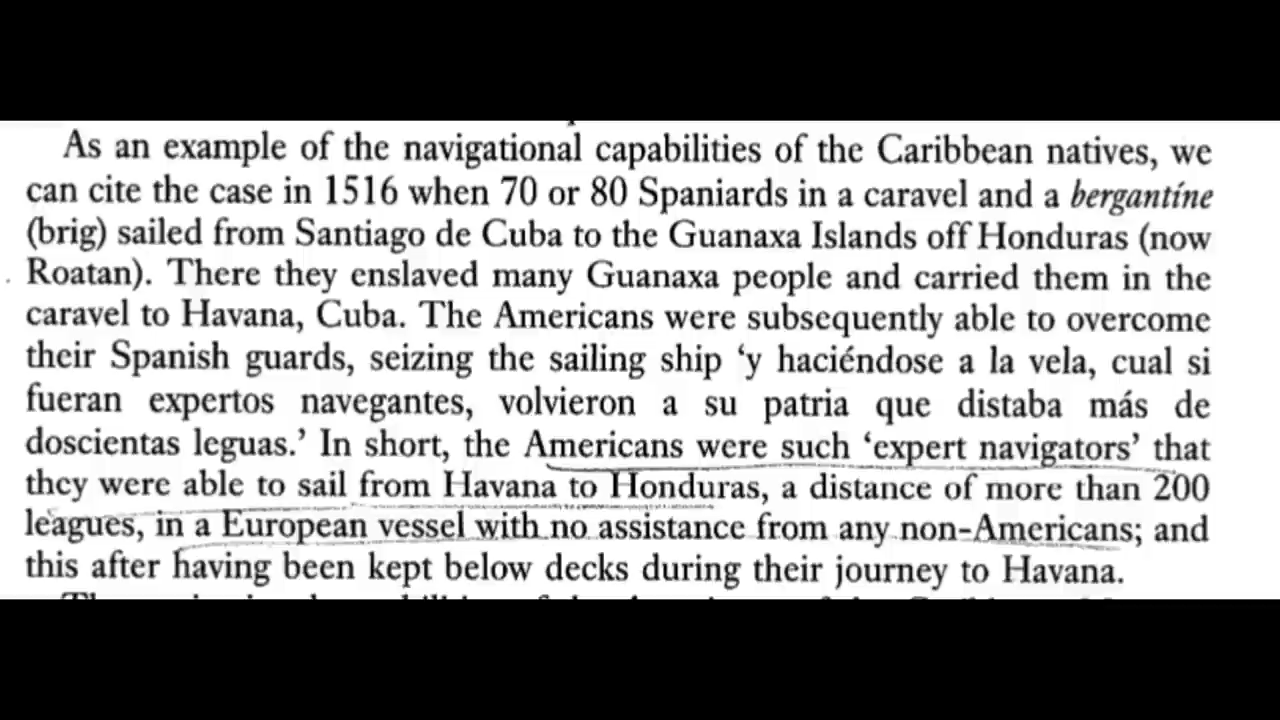 As an example of the navigational capabilities of the Caribbean natives, we
can cite the case in 1516 when 70 or 80 Spaniards in a caravel and a bergantíne
(brig) sailed from Santiago de Cuba to the Guanaxa Islands off Honduras (now
Roatan). There they enslaved many Guanaxa people and carried them in the
caravel to Havana, Cuba. The Americans were subsequently able to overcome
their Spanish guards, seizing the sailing ship ‘y haciéndose a la vela, cual si
fueran expertos navegantes, volvieron a su patria que distaba más de
doscientas leguas.’ In short, the Americans were such ‘expert navigators’ that
they were able to sail from Havana to Honduras, a distance of more than 200
leagues, in a European vessel with no assistance from any non-Americans; and
this after having been kept below decks during their journey to Havana.